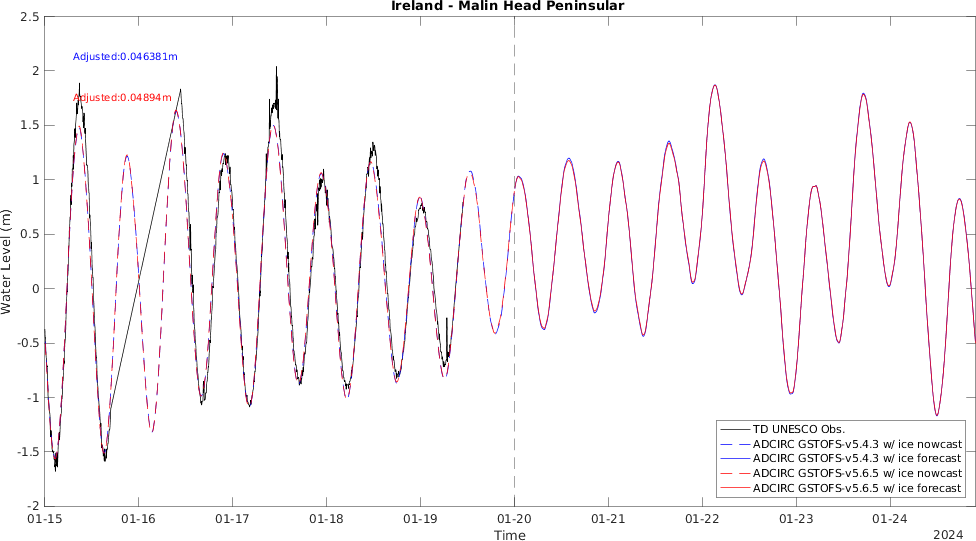 Ireland - Malin Head Peninsular
2.5
2
1.5
1
0.5
0
-0.5
-1
-1.5
-2
Water Level (m)
Adjusted:0.046381m
Adjusted:0.04894m
TD UNESCO Obs.
ADCIRC GSTOFS-v5.4.3 w/ ice nowcast
ADCIRC GSTOFS-v5.4.3 w/ ice forecast
ADCIRC GSTOFS-v5.6.5 w/ ice nowcast
ADCIRC GSTOFS-v5.6.5 w/ ice forecast
01-15 01-16 01-17 01-18 01-19 01-20 01-21 01-22 01-23 01-24
Time
2024